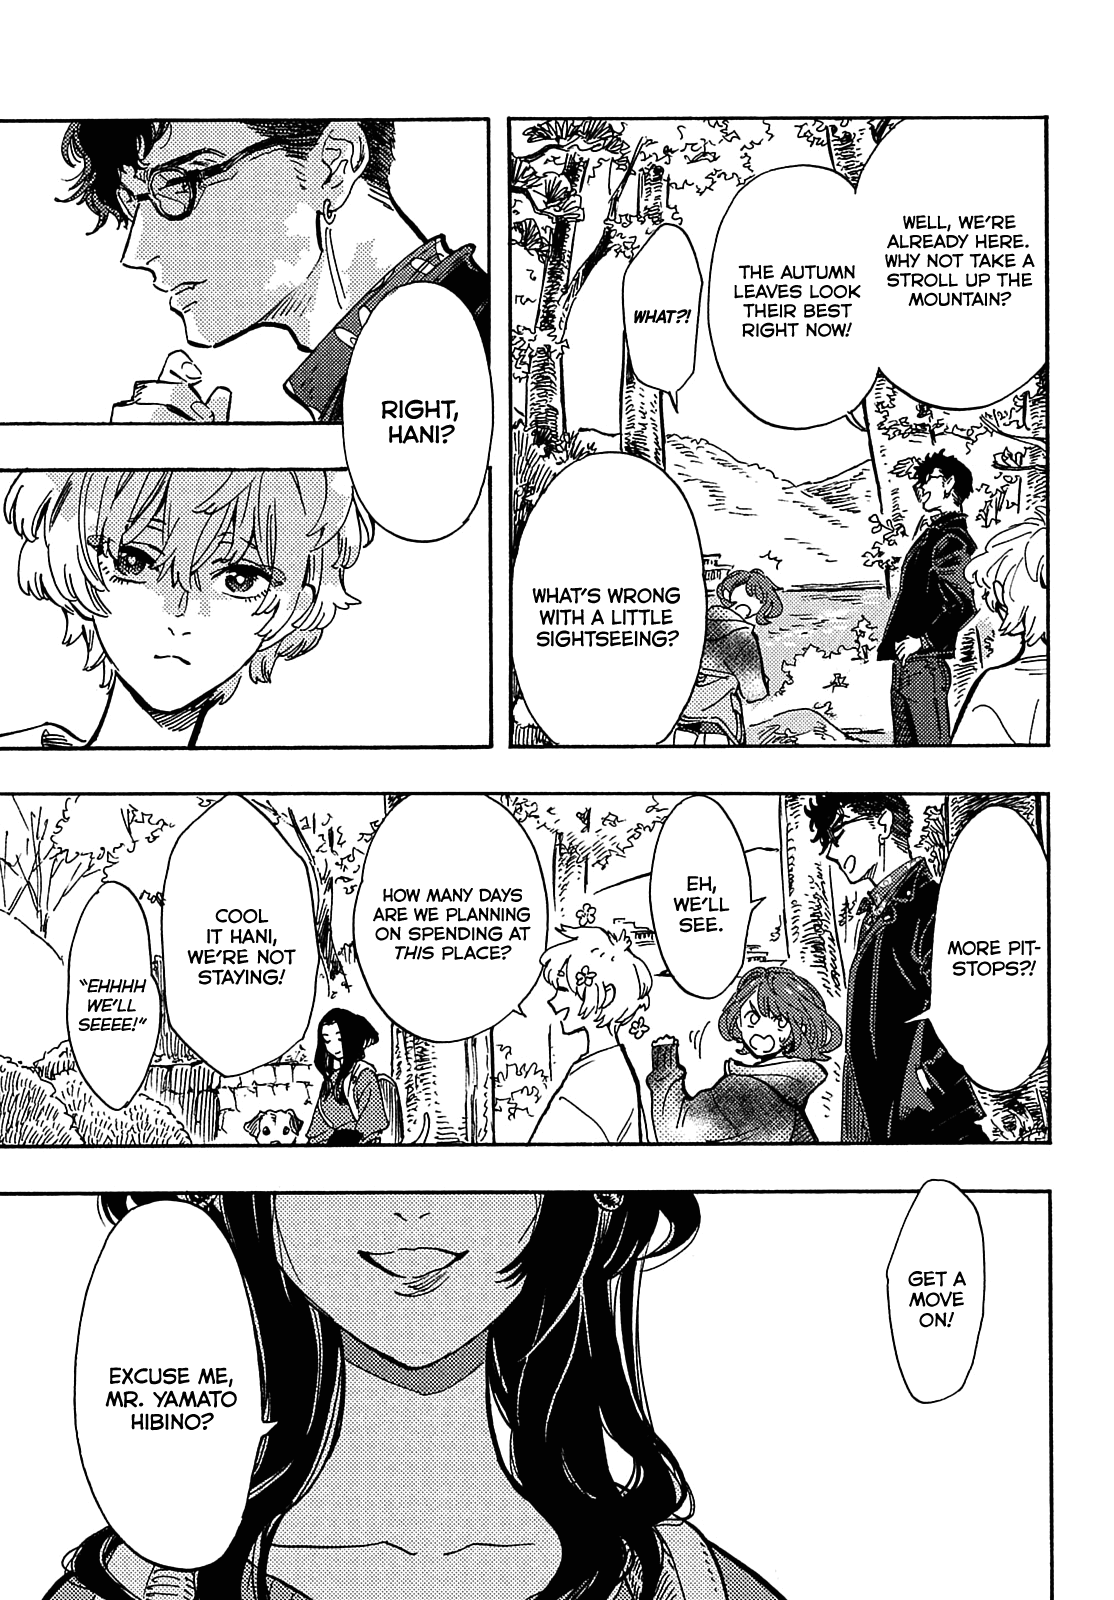 WELL, WE'RE
ALREADY HERE.
WHY NOT TAKE A
STROLL UP THE
MOUNTAIN?
THE AUTUMN
LEAVES LOOK
THEIR BEST
RIGHT NOW!
WHAT?!
WHAT'S WRONG
WITH A LITTLE
SIGHTSEEING?
RIGHT,
HANI?
MORE PIT-
STOPS?!
EH,
WE'LL
SEE.
HOW MANY DAYS
ARE WE PLANNING
ON SPENDING AT
THIS PLACE?
COOL
IT HANI,
WE'RE NOT
STAYING!
"EHHHH
WE'LL
SEEEE!"
GET A
MOVE
ON!
EXCUSE ME,
MR. YAMATO
HIBINO?